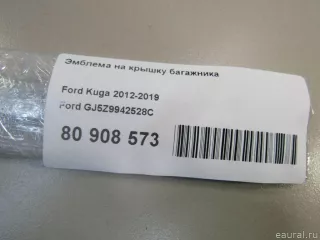 Эмблема на крышку багажника
Ford Kuga 2012-2019
Ford GJ5Z9942528C
80 908 573
eaural.ru